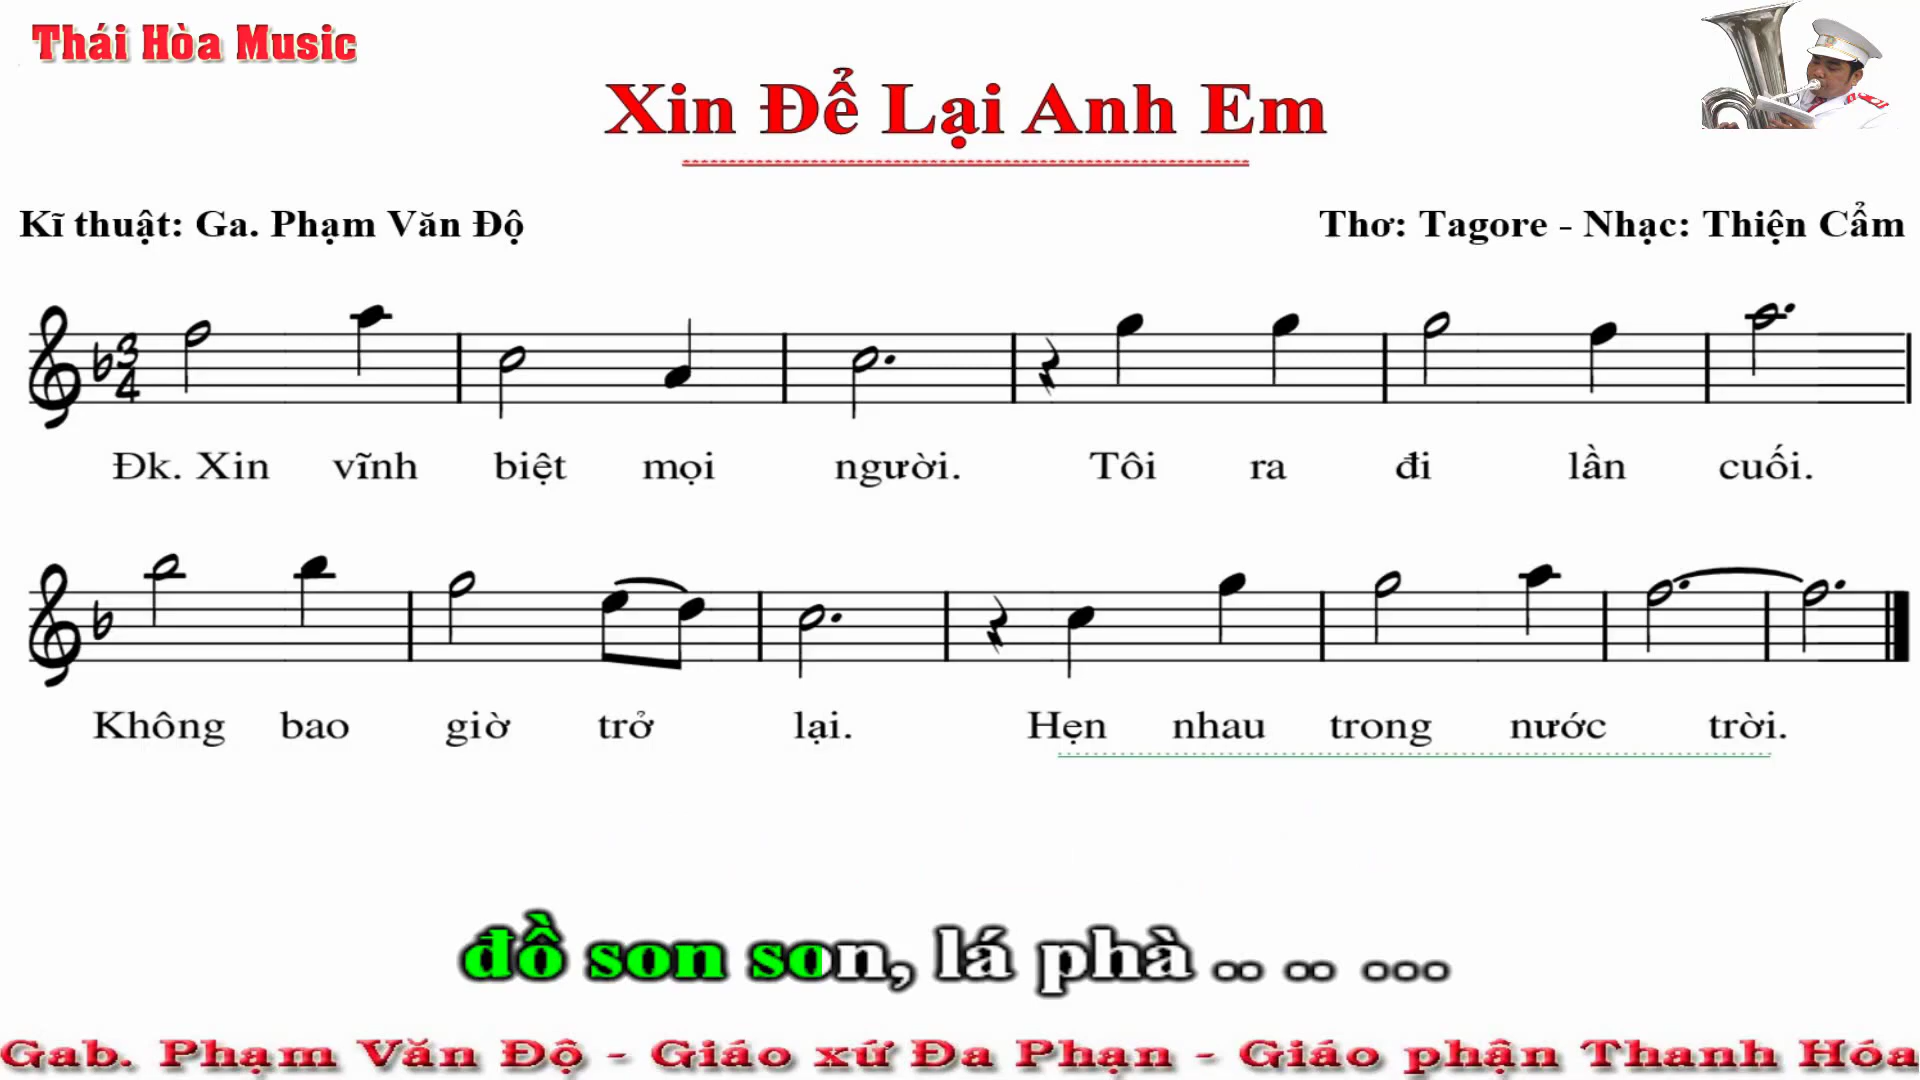 Thái Hòa Music
Xin Để Lại Anh Em
Kĩ thuật: Ga. Phạm Văn Độ
Thơ: Tagore - Nhạc: Thiện Cẩm
3
4
Đk. Xin vĩnh biệt mọi người. Tôi ra đi lần cuối.
Không bao giờ trở lại. Hẹn nhau trong nước trời.
đồ son son, lá phà .. .. ...
Gab. Phạm Văn Độ - Giáo xứ Đa Phạn - Giáo phận Thanh Hóa